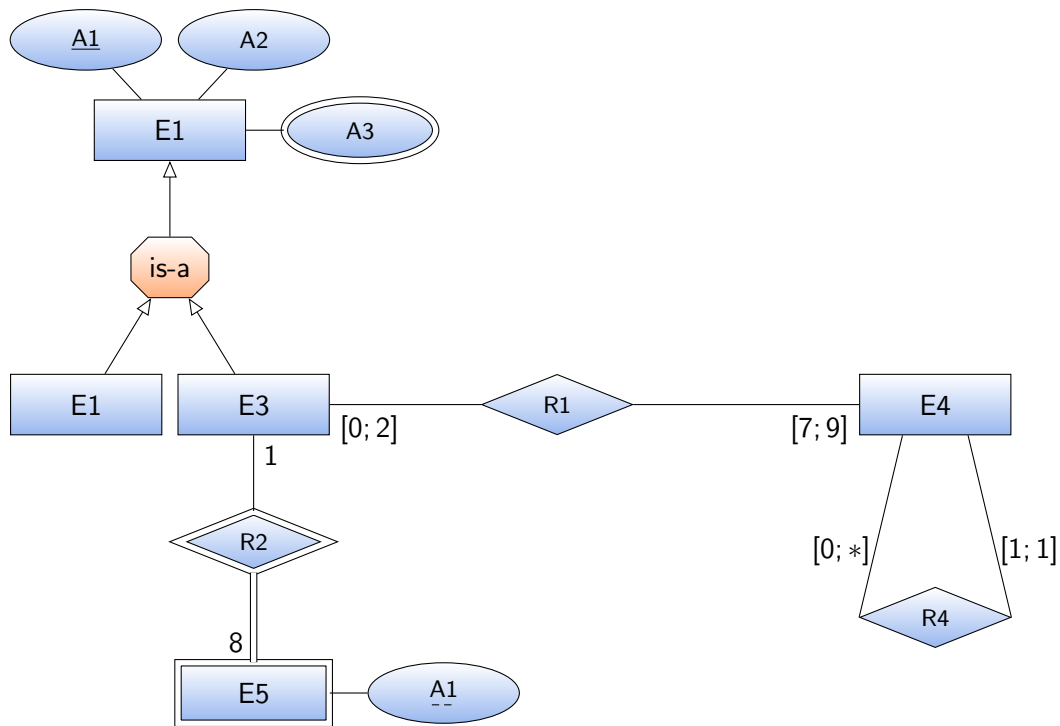 A1
A2
E1
A3
is-a
E1
E3
R1
E4
[0; 2]
[7; 9]
1
R2
[0; ∗]
[1; 1]
R4
8
E5
A1